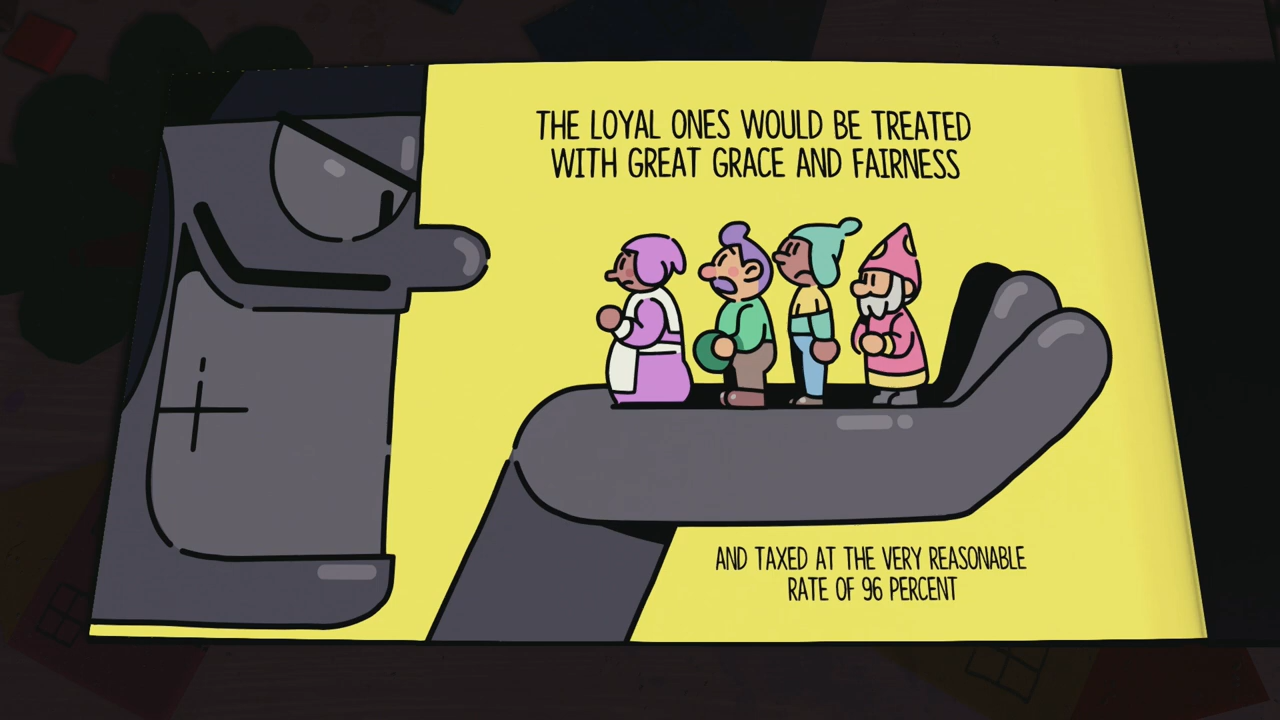 THE LOYAL ONES WOULD BE TREATED
WITH GREAT GRACE AND FAIRNESS
AND TAXED AT THE VERY REASONABLE
RATE OF 96 PERCENT